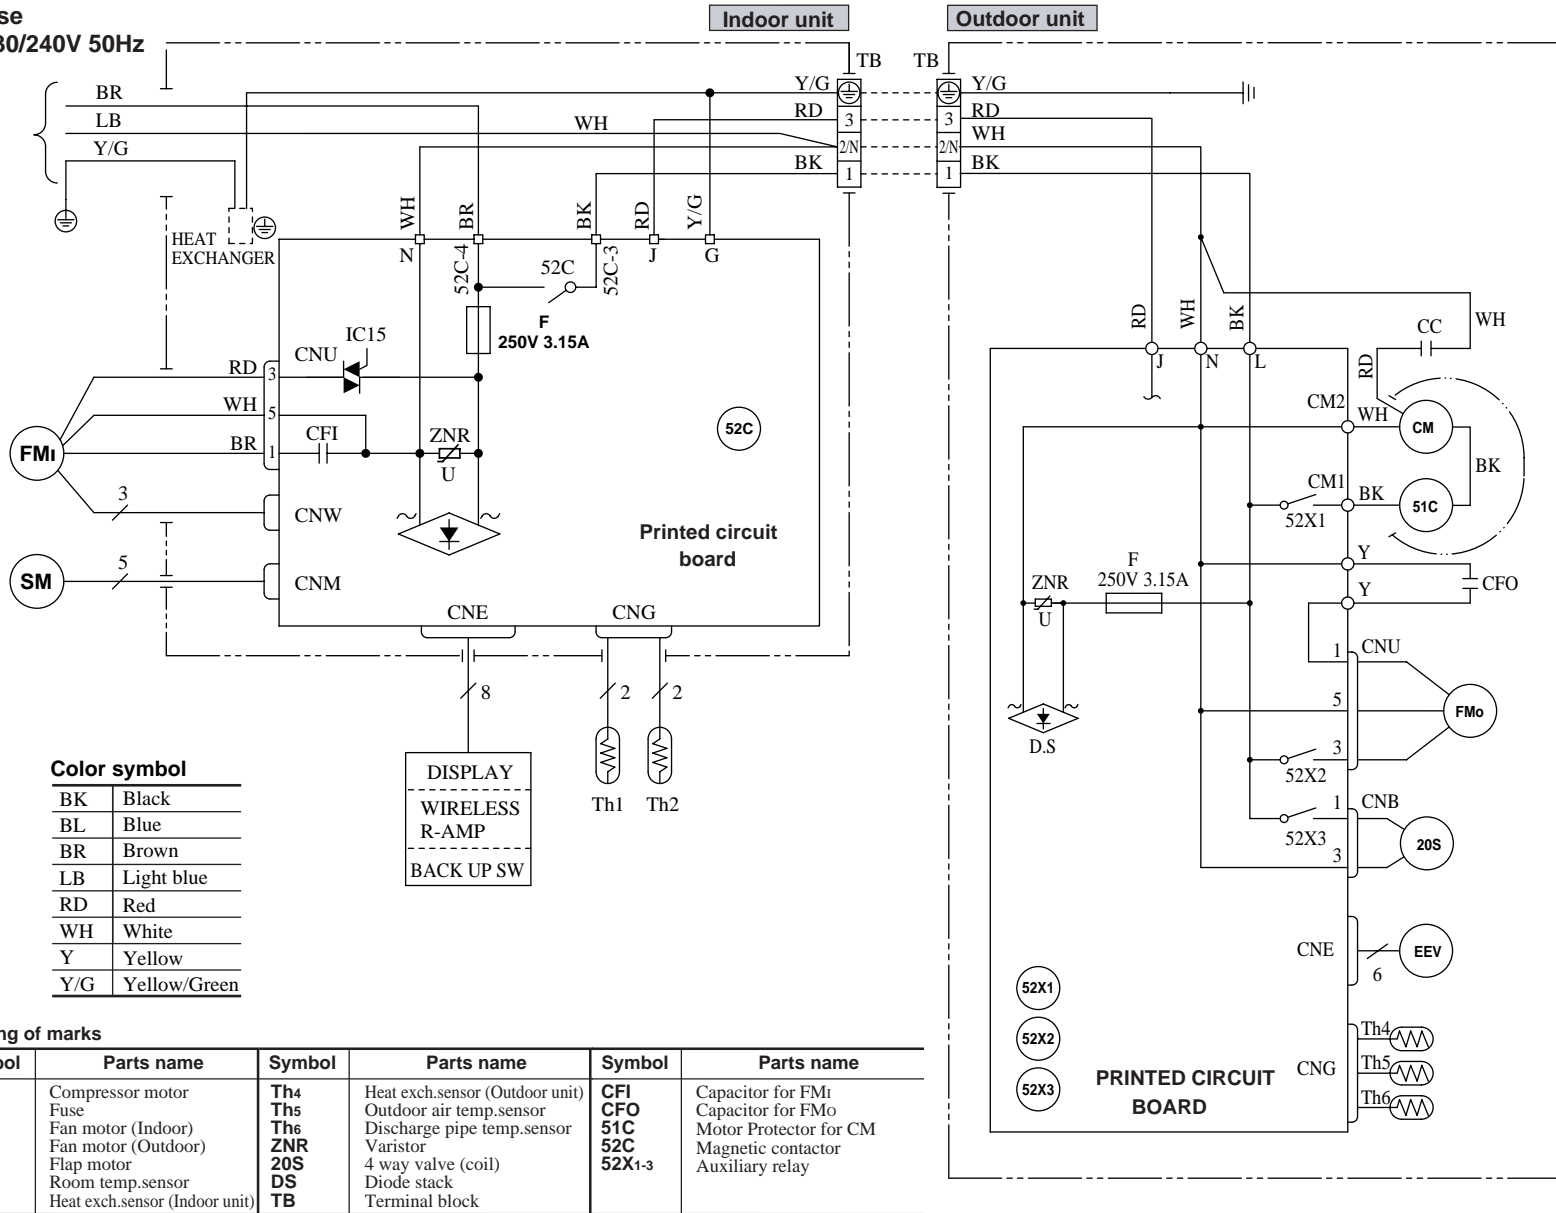 se
30/240V 50Hz
Indoor unit
Outdoor unit
TB
TB
BR
LB
Y/G
WH
Y/G
RD
BK
3
2/N
1
3
2/N
1
Y/G
RD
WH
BK
HEAT
EXCHANGER
WH
BR
BK
RD
Y/G
N
52C-4
52C
52C-3
J
G
F
250V 3.15A
IC15
CNU
RD
3
WH
5
BR
1
CFI
ZNR
U
52C
FMI
3
CNW
SM
5
CNM
Printed circuit
board
CNE
CNG
8
2
2
DISPLAY
WIRELESS
R-AMP
BACK UP SW
Th1
Th2
RD
WH
BK
J
N
L
CC
WH
RD
CM2
WH
CM
BK
CM1
BK
51C
52X1
Y
Y
CFO
F
250V 3.15A
ZNR
U
D.S
1
CNU
5
FMO
3
52X2
1
CNB
52X3
3
20S
CNE
6
EEV
52X1
52X2
52X3
PRINTED CIRCUIT
BOARD
CNG
Th4
Th5
Th6
Color symbol
BK Black
BL Blue
BR Brown
LB Light blue
RD Red
WH White
Y Yellow
Y/G Yellow/Green
ng of marks
ol Parts name Symbol Parts name Symbol Parts name
Compressor motor Th4 Heat exch.sensor (Outdoor unit) CFI Capacitor for FMI
Fuse Th5 Outdoor air temp.sensor CFO Capacitor for FMO
Fan motor (Indoor) Th6 Discharge pipe temp.sensor 51C Motor Protector for CM
Fan motor (Outdoor) ZNR Varistor 52C Magnetic contactor
Flap motor 20S 4 way valve (coil) 52X1-3 Auxiliary relay
Room temp.sensor DS Diode stack
Heat exch.sensor (Indoor unit) TB Terminal block